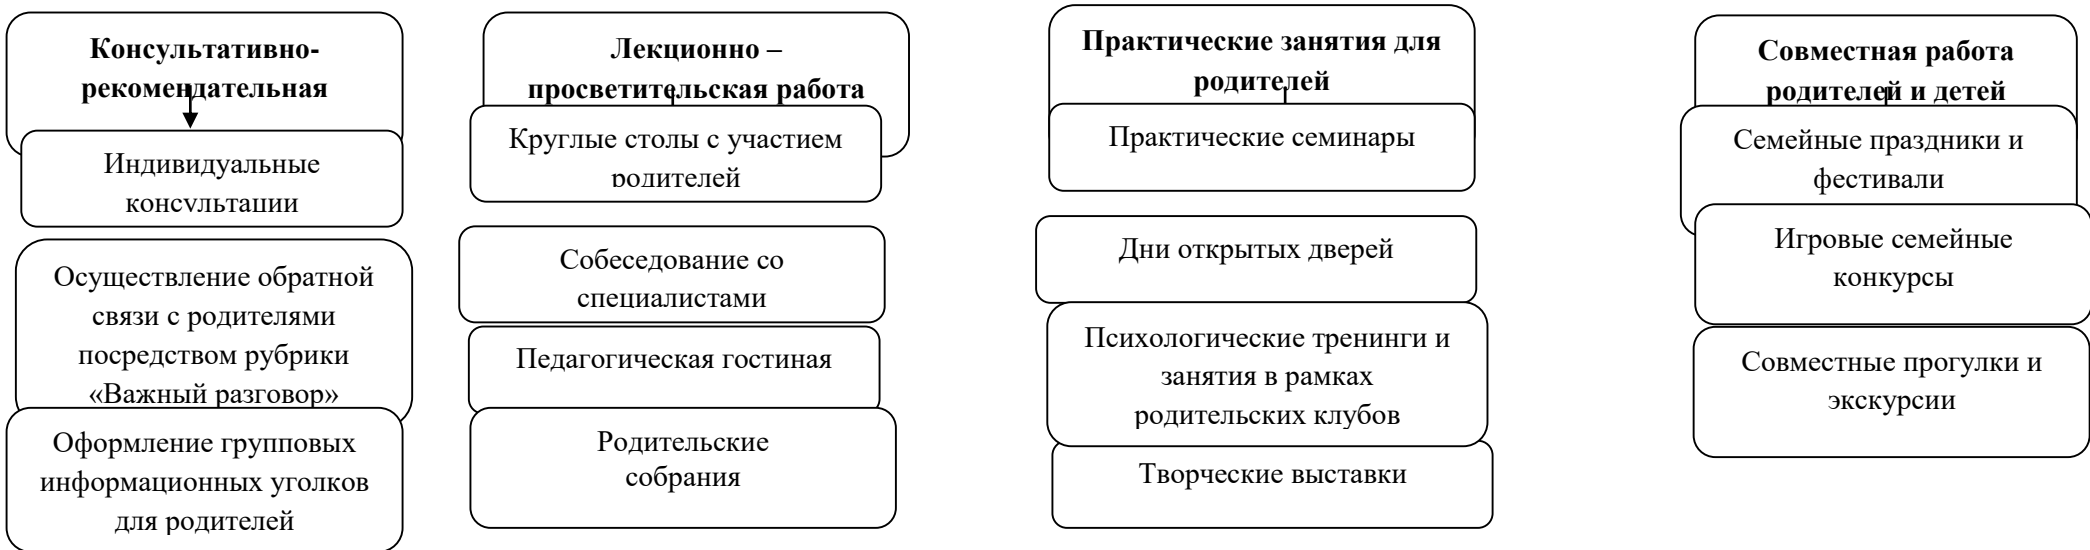 Консультативно-
рекомендательная
Индивидуальные
консультации
Осуществление обратной
связи с родителями
посредством рубрики
«Важный разговор»
Оформление групповых
информационных уголков
для родителей
Лекционно –
просветительская работа
Круглые столы с участием
родителей
Собеседование со
специалистами
Педагогическая гостиная
Родительские
собрания
Практические занятия для
родителей
Практические семинары
Дни открытых дверей
Психологические тренинги и
занятия в рамках
родительских клубов
Творческие выставки
Совместная работа
родителей и детей
Семейные праздники и
фестивали
Игровые семейные
конкурсы
Совместные прогулки и
экскурсии